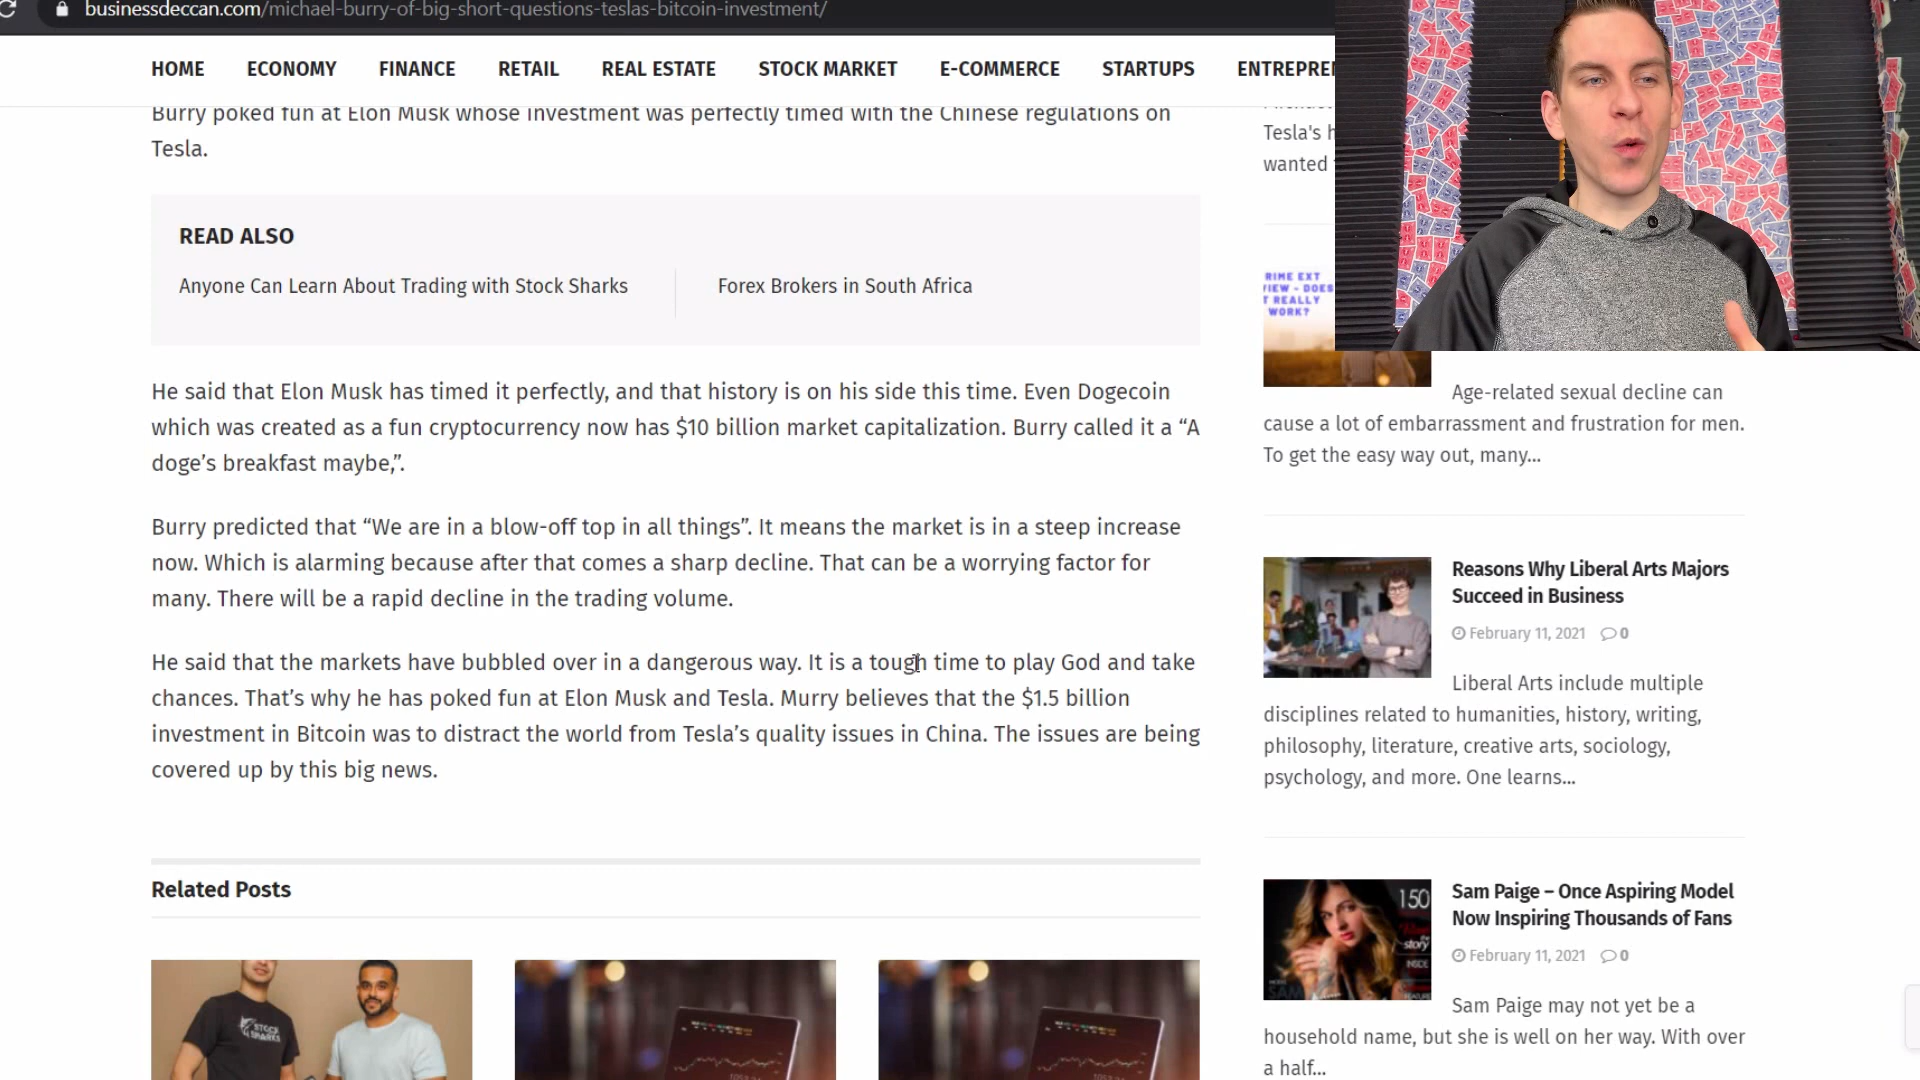 businessdeccan.com/michael-burry-of-big-short-questions-teslas-bitcoin-investment/
HOME ECONOMY FINANCE RETAIL REAL ESTATE STOCK MARKET E-COMMERCE STARTUPS ENTREPREN
Burry poked fun at Elon Musk whose investment was perfectly timed with the Chinese regulations on
Tesla.
READ ALSO
Anyone Can Learn About Trading with Stock Sharks
Forex Brokers in South Africa
He said that Elon Musk has timed it perfectly, and that history is on his side this time. Even Dogecoin
which was created as a fun cryptocurrency now has $10 billion market capitalization. Burry called it a “A
doge’s breakfast maybe,”.
Burry predicted that “We are in a blow-off top in all things”. It means the market is in a steep increase
now. Which is alarming because after that comes a sharp decline. That can be a worrying factor for
many. There will be a rapid decline in the trading volume.
He said that the markets have bubbled over in a dangerous way. It is a tough time to play God and take
chances. That’s why he has poked fun at Elon Musk and Tesla. Murry believes that the $1.5 billion
investment in Bitcoin was to distract the world from Tesla’s quality issues in China. The issues are being
covered up by this big news.
Related Posts
STOCK
SHARKS
Tesla's h
wanted
RIME EXT
IEW - DOES
T REALLY
WORK?
Age-related sexual decline can
cause a lot of embarrassment and frustration for men.
To get the easy way out, many...
Reasons Why Liberal Arts Majors
Succeed in Business
February 11, 2021 0
Liberal Arts include multiple
disciplines related to humanities, history, writing,
philosophy, literature, creative arts, sociology,
psychology, and more. One learns...
150
story
INSIDE
Sam Paige – Once Aspiring Model
Now Inspiring Thousands of Fans
February 11, 2021 0
Sam Paige may not yet be a
household name, but she is well on her way. With over
a half...